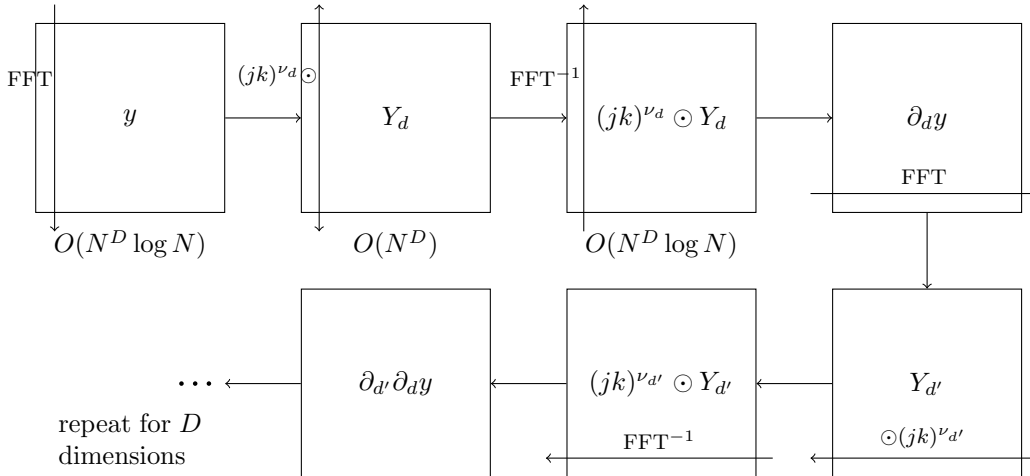 FFT
y
(jk)^{ν_d} ⊙
Y_d
FFT^{-1}
(jk)^{ν_d} ⊙ Y_d
∂_d y
FFT
O(N^D log N)
O(N^D)
O(N^D log N)
...
∂_{d'}∂_d y
(jk)^{ν_{d'}} ⊙ Y_{d'}
Y_{d'}
repeat for D
dimensions
FFT^{-1}
⊙(jk)^{ν_{d'}}